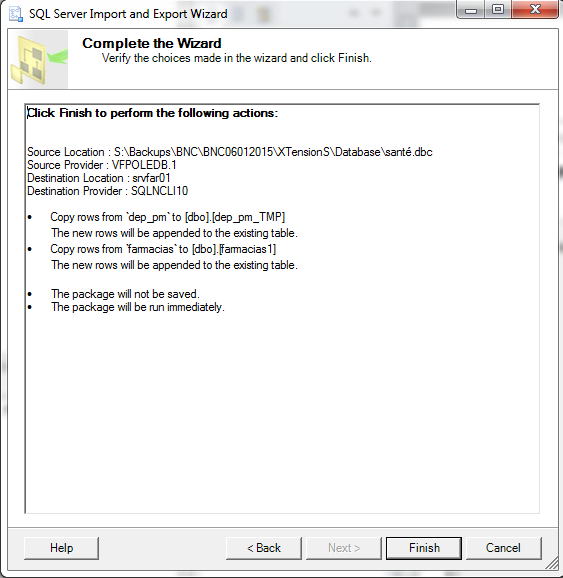 SQL Server Import and Export Wizard
Complete the Wizard
Verify the choices made in the wizard and click Finish.
Click Finish to perform the following actions:
Source Location : S:\Backups\BNC\BNC06012015\XTensionS\Database\santé.dbc
Source Provider : VFPOLEDB.1
Destination Location : srvfar01
Destination Provider : SQLNCLI10
• Copy rows from `dep_pm` to [dbo].[dep_pm_TMP]
The new rows will be appended to the existing table.
• Copy rows from `farmacias` to [dbo].[farmacias1]
The new rows will be appended to the existing table.
• The package will not be saved.
• The package will be run immediately.
Help
< Back
Next >
Finish
Cancel